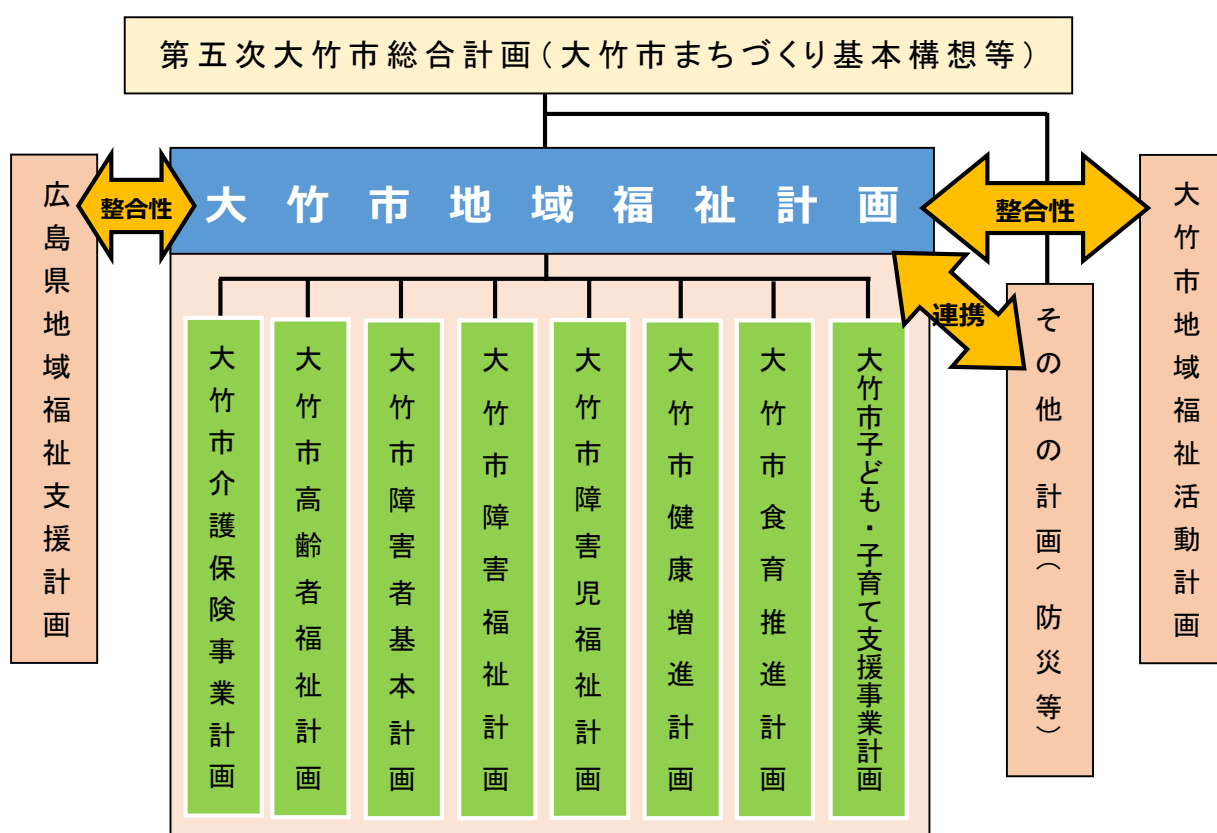 第五次大竹市総合計画(大竹市まちづくり基本構想等)
広島県地域福祉支援計画
整合性
大竹市地域福祉計画
整合性
大竹市地域福祉活動計画
連携
その他の計画(防災等)
大竹市介護保険事業計画
大竹市高齢者福祉計画
大竹市障害者基本計画
大竹市障害福祉計画
大竹市障害児福祉計画
大竹市健康増進計画
大竹市食育推進計画
大竹市子ども・子育て支援事業計画